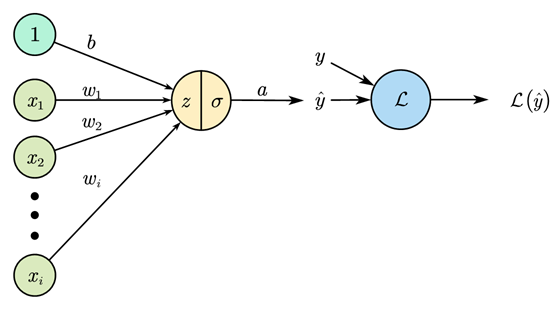 1
b
x₁
w₁
x₂
w₂
wᵢ
xᵢ
z
σ
a
y
ŷ
ℒ
ℒ(ŷ)